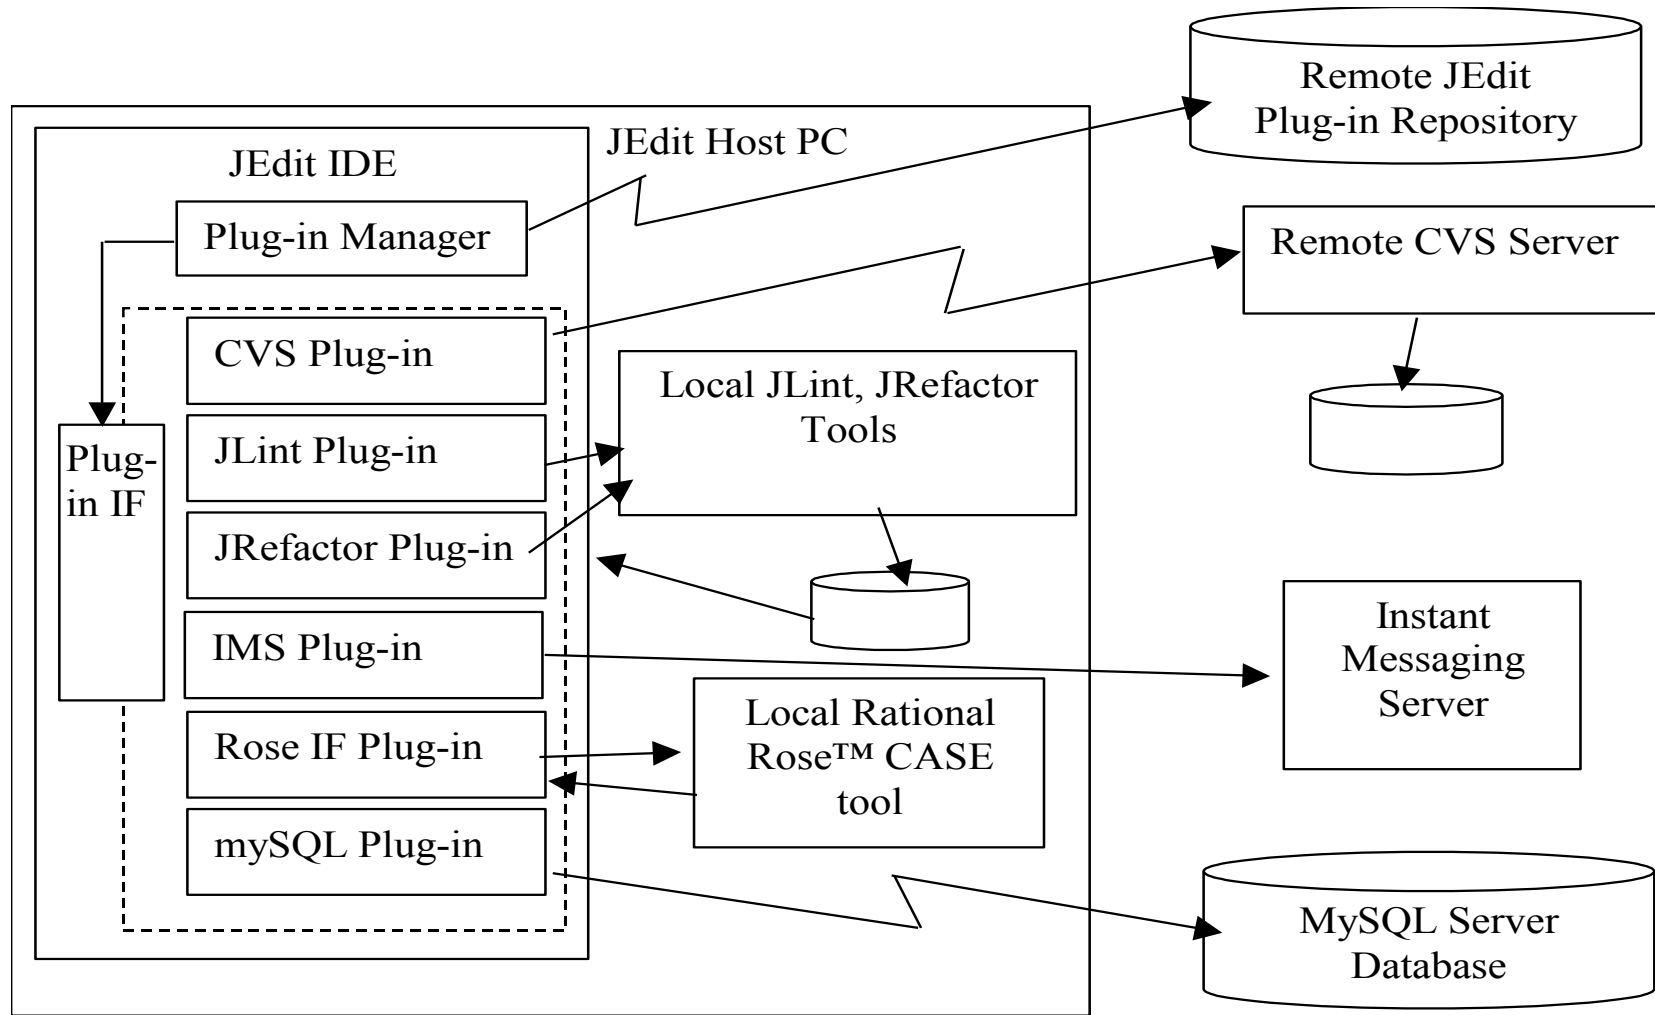 Remote JEdit
Plug-in Repository
JEdit Host PC
JEdit IDE
Plug-in Manager
Remote CVS Server
CVS Plug-in
Local JLint, JRefactor
Tools
JLint Plug-in
Plug-
in IF
JRefactor Plug-in
IMS Plug-in
Instant
Messaging
Server
Rose IF Plug-in
Local Rational
Rose™ CASE
tool
mySQL Plug-in
MySQL Server
Database